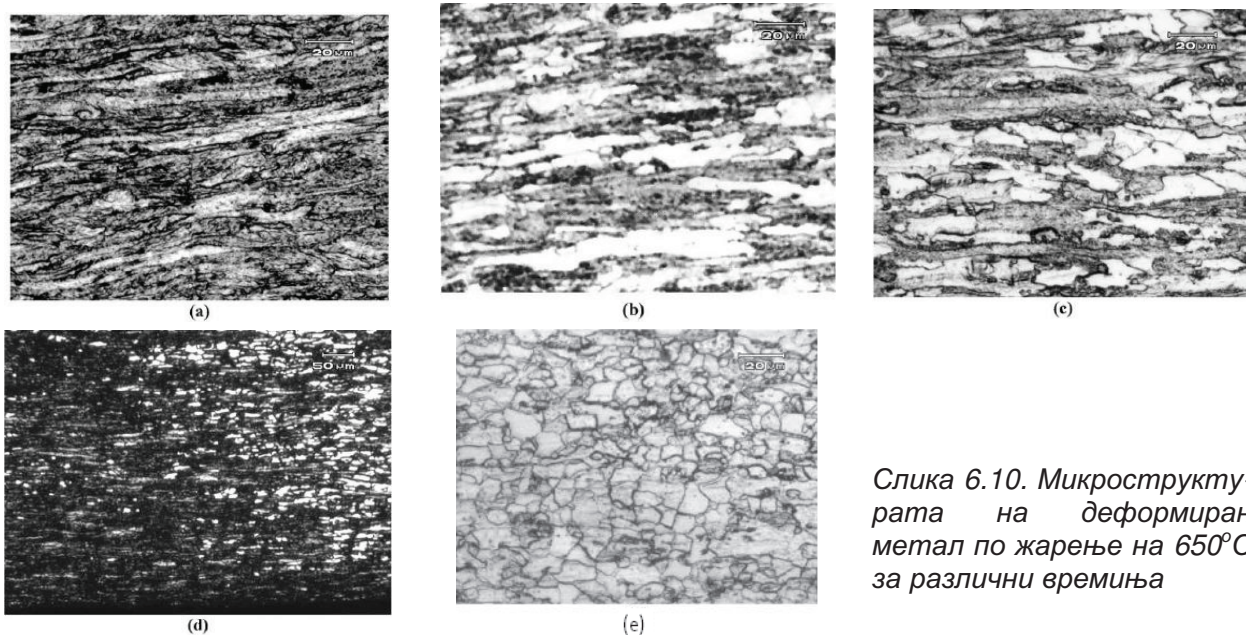 20 μm
20 μm
20 μm
(a)
(b)
(c)
50 μm
20 μm
(d)
(e)
Слика 6.10. Микрострукту-
рата на деформиран
метал по жарење на 650°C
за различни времиња